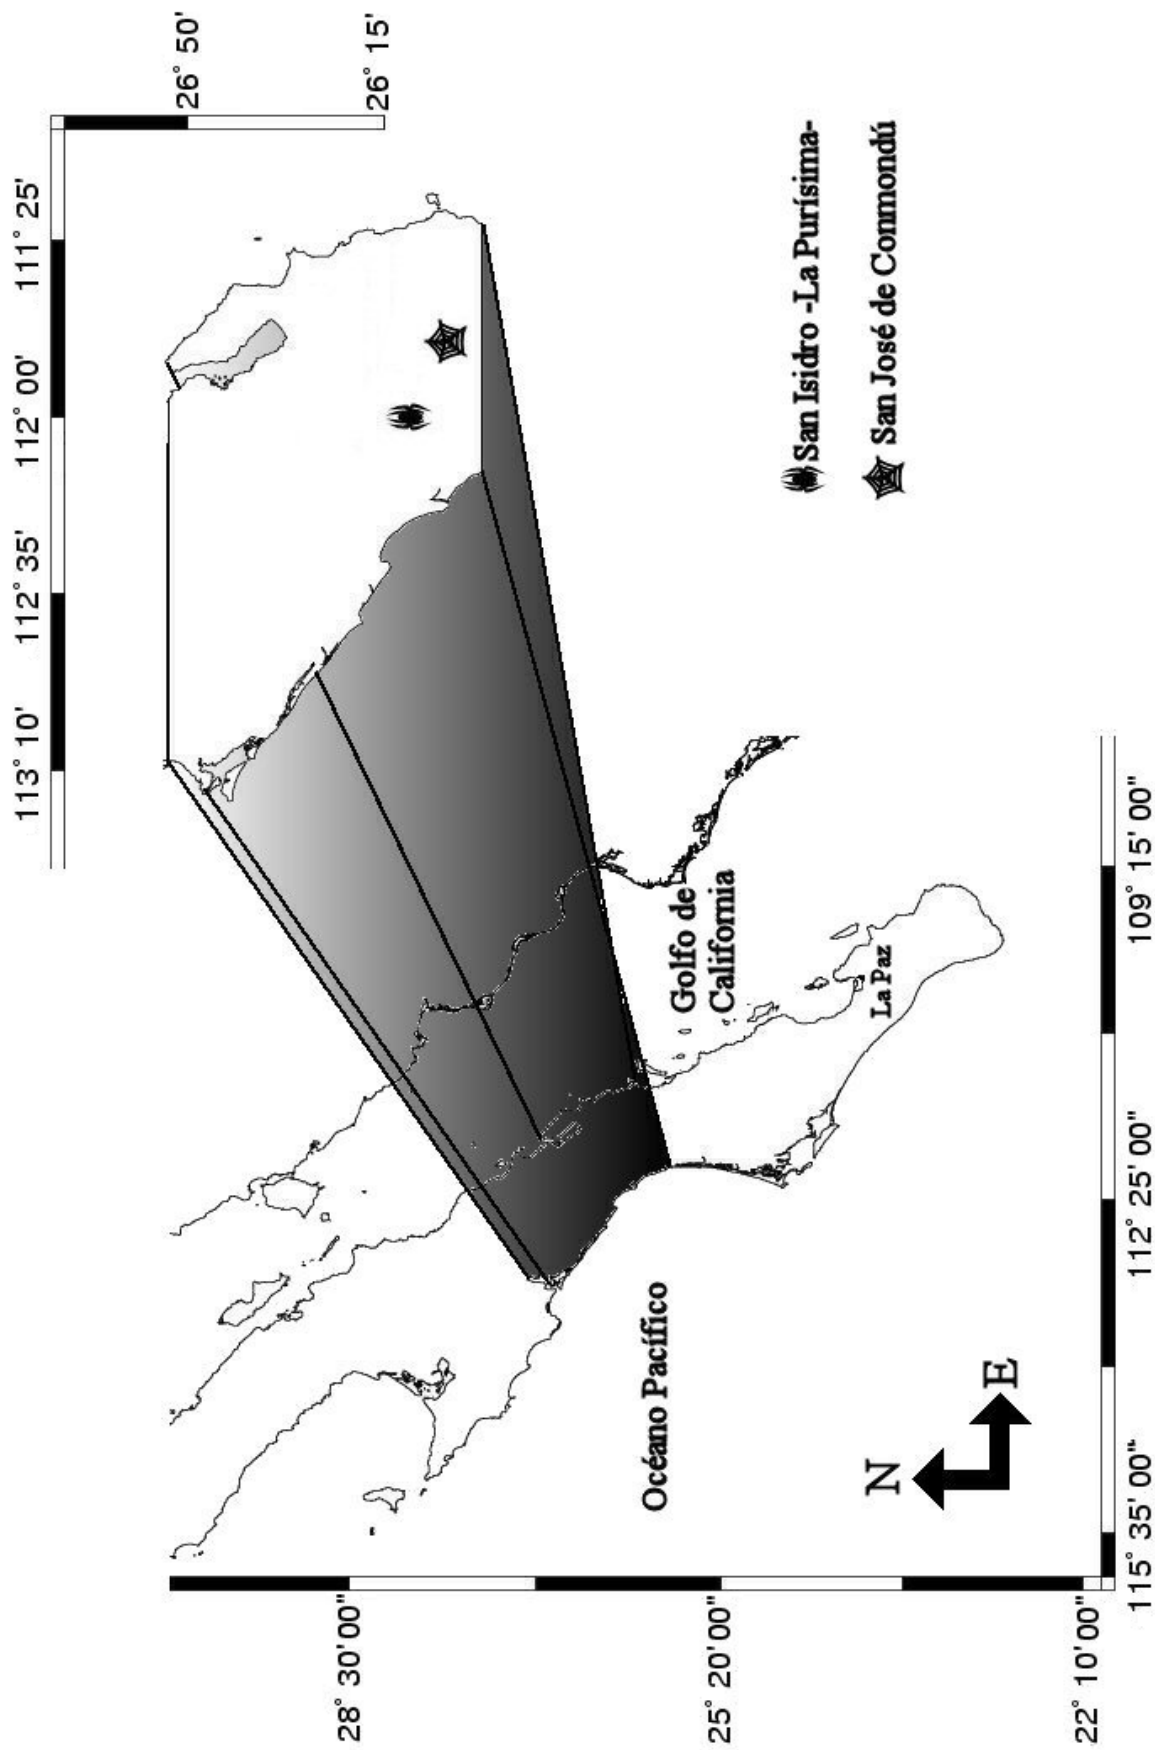 113° 10'
112° 35'
112° 00'
111° 25'
26° 50'
26° 15'
San Isidro -La Purísima-
San José de Conmondú
Golfo de
California
La Paz
Océano Pacífico
N
E
28° 30' 00"
25° 20' 00"
22° 10' 00"
115° 35' 00"
112° 25' 00"
109° 15' 00"